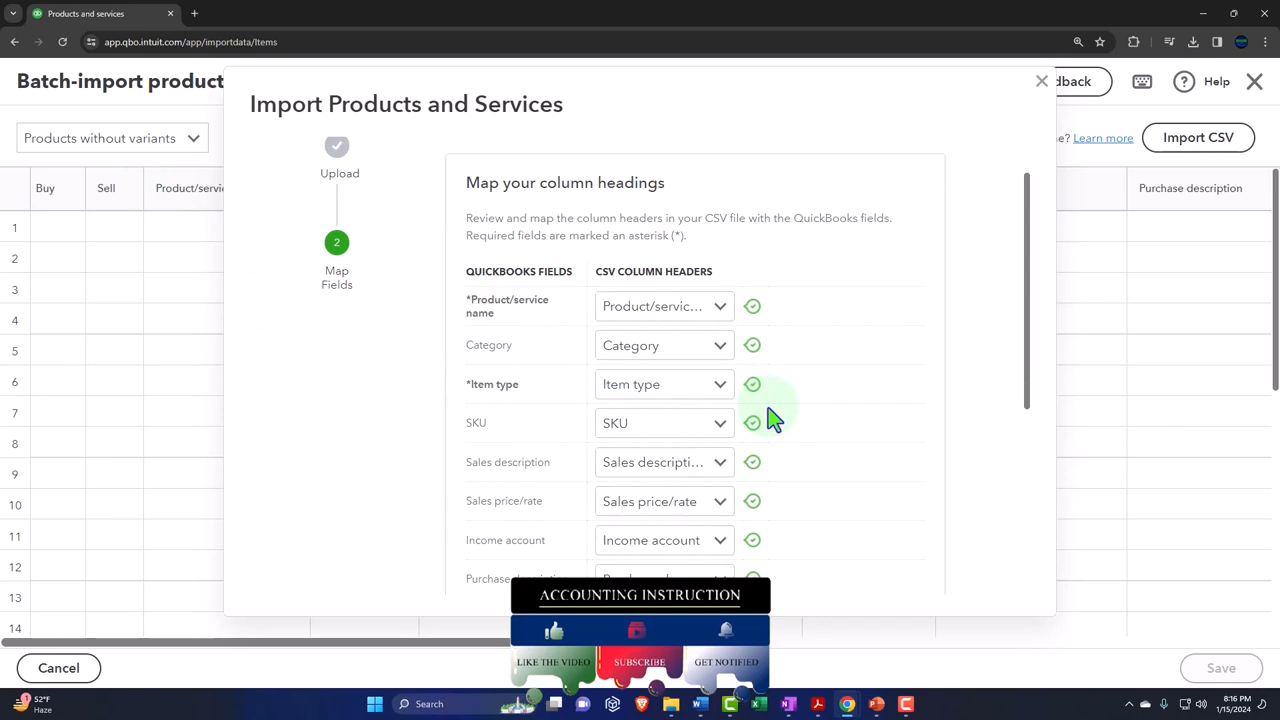 Products and services
app.qbo.intuit.com/app/importdata/Items
Batch-import product
dback
Help
Products without variants
e? Learn more
Import CSV
Buy
Sell
Product/servi
Purchase description
1
2
3
4
5
6
7
8
9
10
11
12
13
14
Import Products and Services
Upload
2
Map
Fields
Map your column headings
Review and map the column headers in your CSV file with the QuickBooks fields.
Required fields are marked an asterisk (*).
QUICKBOOKS FIELDS CSV COLUMN HEADERS
*Product/service
name
Product/servic...
Category Category
*Item type Item type
SKU SKU
Sales description Sales descripti...
Sales price/rate Sales price/rate
Income account Income account
ACCOUNTING INSTRUCTION
LIKE THE VIDEO SUBSCRIBE GET NOTIFIED
Cancel
Save
1
52°F
Haze
Search
8:16 PM
1/15/2024